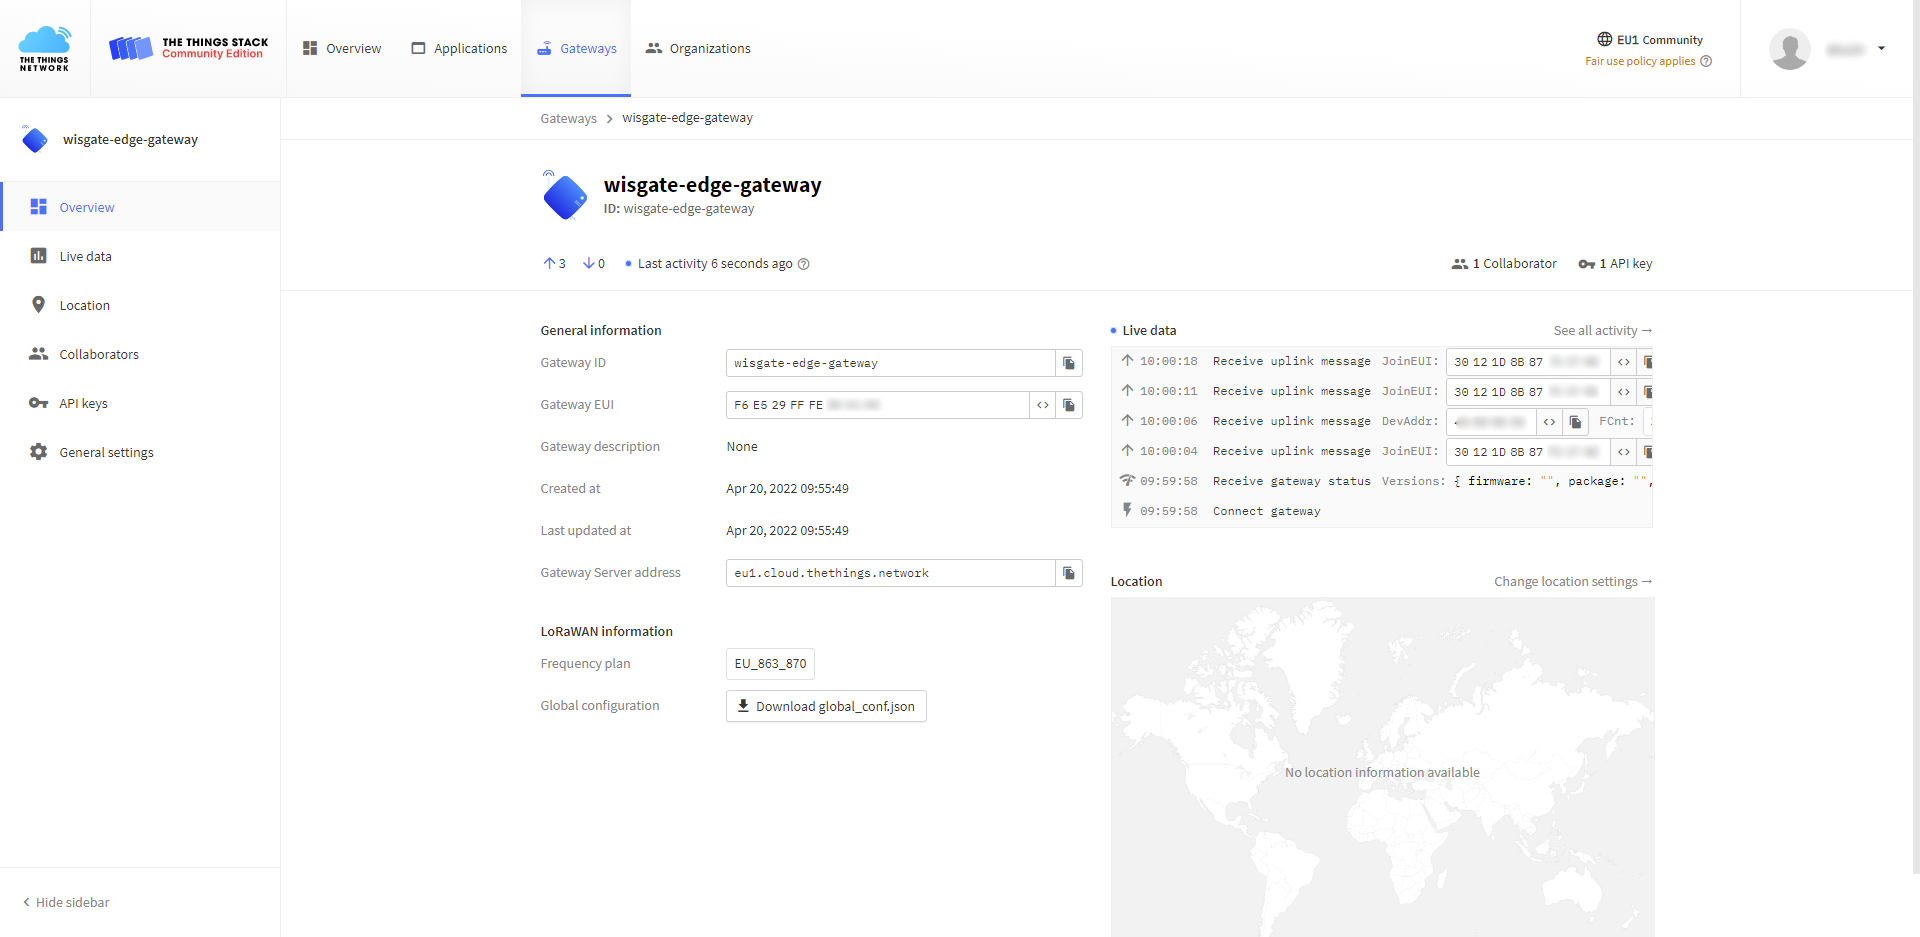 THE THINGS
NETWORK
THE THINGS STACK
Community Edition
Overview
Applications
Gateways
Organizations
EU1 Community
Fair use policy applies
wisgate-edge-gateway
Overview
Live data
Location
Collaborators
API keys
General settings
Hide sidebar
Gateways > wisgate-edge-gateway
wisgate-edge-gateway
ID: wisgate-edge-gateway
↑ 3 ↓ 0 • Last activity 6 seconds ago
1 Collaborator
1 API key
General information
Gateway ID wisgate-edge-gateway
Gateway EUI F6 E5 29 FF FE
Gateway description None
Created at Apr 20, 2022 09:55:49
Last updated at Apr 20, 2022 09:55:49
Gateway Server address eu1.cloud.thethings.network
LoRaWAN information
Frequency plan EU_863_870
Global configuration Download global_conf.json
Live data See all activity →
↑ 10:00:18 Receive uplink message JoinEUI: 30 12 1D 8B 87 <>
↑ 10:00:11 Receive uplink message JoinEUI: 30 12 1D 8B 87 <>
↑ 10:00:06 Receive uplink message DevAddr: <> FCnt:
↑ 10:00:04 Receive uplink message JoinEUI: 30 12 1D 8B 87 <>
09:59:58 Receive gateway status Versions: { firmware: "", package: "",
09:59:58 Connect gateway
Location Change location settings →
No location information available